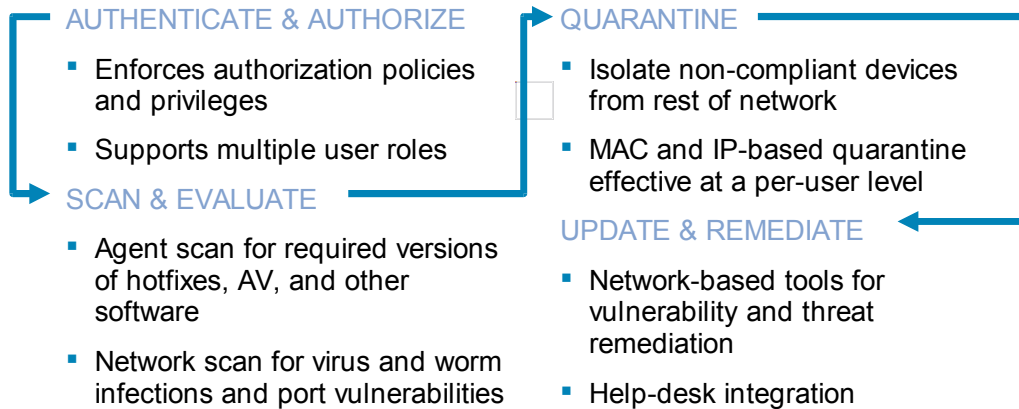 AUTHENTICATE & AUTHORIZE
▪ Enforces authorization policies
and privileges
▪ Supports multiple user roles
SCAN & EVALUATE
▪ Agent scan for required versions
of hotfixes, AV, and other
software
▪ Network scan for virus and worm
infections and port vulnerabilities
QUARANTINE
▪ Isolate non-compliant devices
from rest of network
▪ MAC and IP-based quarantine
effective at a per-user level
UPDATE & REMEDIATE
▪ Network-based tools for
vulnerability and threat
remediation
▪ Help-desk integration